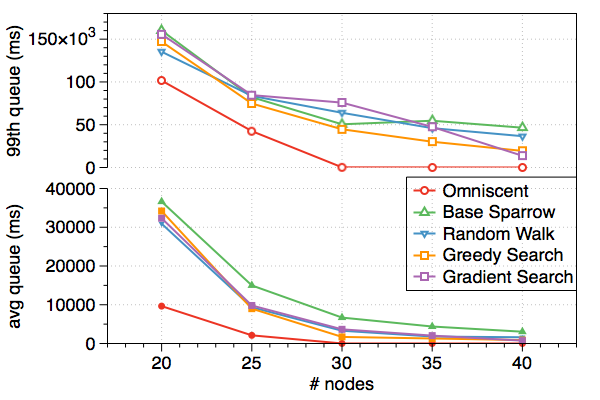 99th queue (ms)
150×10³
100
50
0
avg queue (ms)
40000
30000
20000
10000
0
Omniscent
Base Sparrow
Random Walk
Greedy Search
Gradient Search
20 25 30 35 40
# nodes